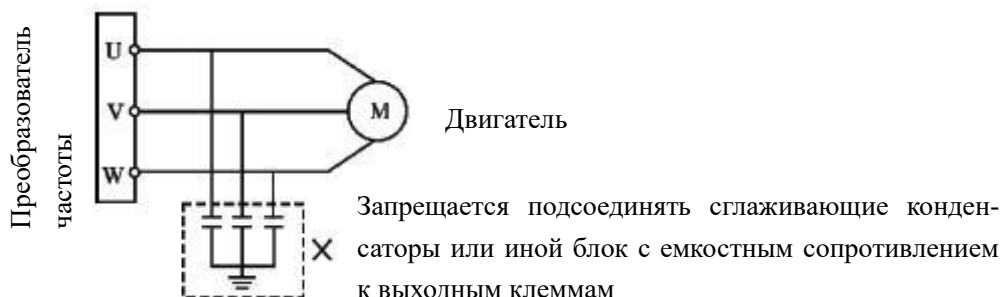 Преобразователь
частоты
U
V
W
M
Двигатель
Запрещается подсоединять сглаживающие конден-
саторы или иной блок с емкостным сопротивлением
к выходным клеммам